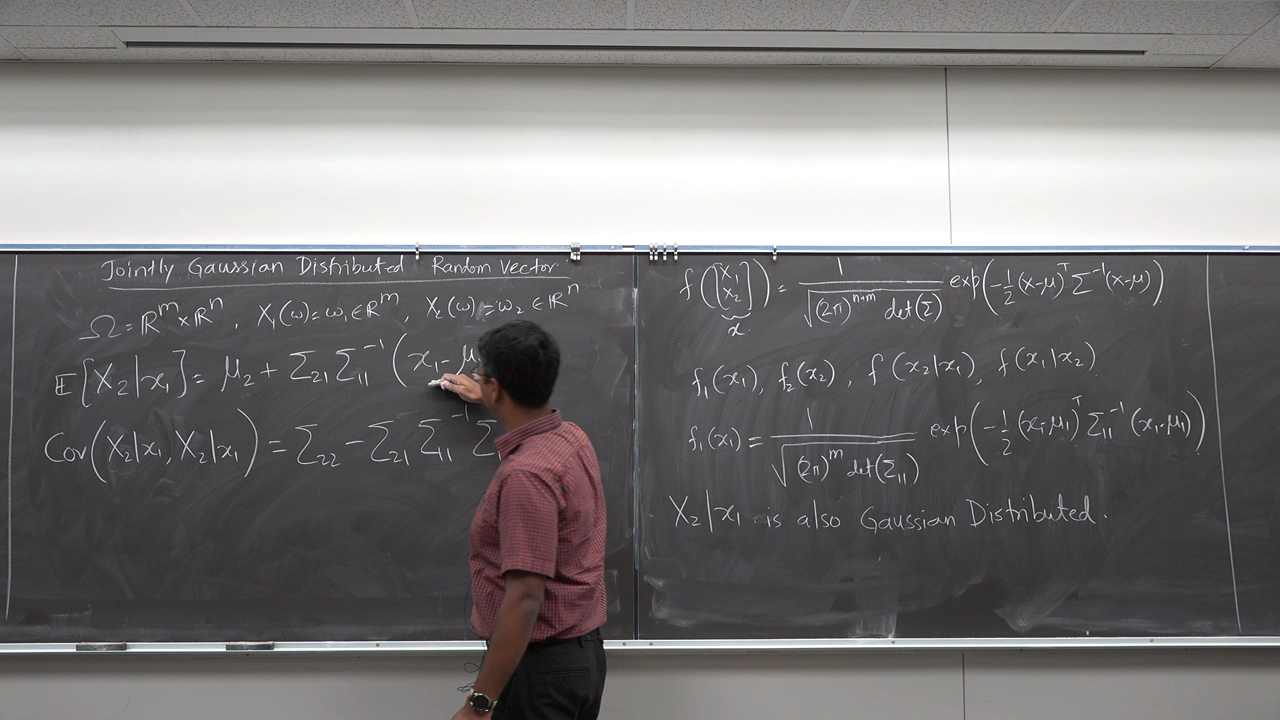 Jointly Gaussian Distributed Random Vector
Ω = ℝ^m × ℝ^n , X₁(ω) = ω₁ ∈ ℝ^m , X₂(ω) = ω₂ ∈ ℝ^n
𝔼[X₂|x₁] = μ₂ + Σ₂₁ Σ₁₁^{-1} (x₁ - μ
Cov(X₂|x₁, X₂|x₁) = Σ₂₂ - Σ₂₁ Σ₁₁^{-1} Σ
f([x₁ x₂]) = 1/√((2π)^{n+m} det(Σ)) exp(-1/2 (x-μ)^T Σ^{-1} (x-μ))
x
f₁(x₁), f₂(x₂), f(x₂|x₁), f(x₁|x₂).
f₁(x₁) = 1/√((2π)^m det(Σ₁₁)) exp(-1/2 (x₁-μ₁)^T Σ₁₁^{-1} (x₁-μ₁))
X₂|x₁ is also Gaussian Distributed.